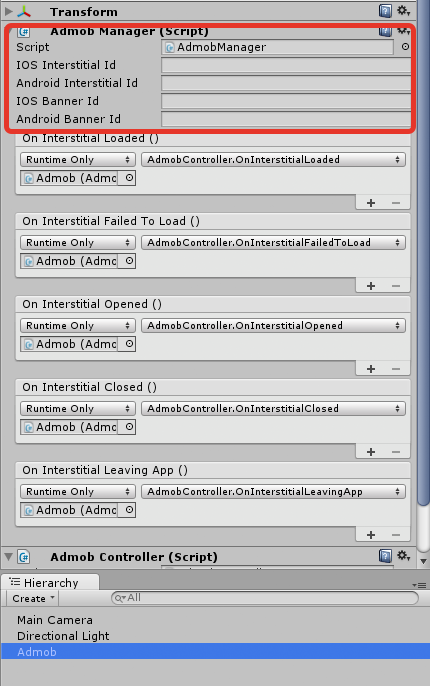 Transform
Admob Manager (Script)
Script AdmobManager
IOS Interstitial Id
Android Interstitial Id
IOS Banner Id
Android Banner Id
On Interstitial Loaded ()
Runtime Only AdmobController.OnInterstitialLoaded
Admob (Admo
On Interstitial Failed To Load ()
Runtime Only AdmobController.OnInterstitialFailedToLoad
Admob (Admo
On Interstitial Opened ()
Runtime Only AdmobController.OnInterstitialOpened
Admob (Admo
On Interstitial Closed ()
Runtime Only AdmobController.OnInterstitialClosed
Admob (Admo
On Interstitial Leaving App ()
Runtime Only AdmobController.OnInterstitialLeavingApp
Admob (Admo
Admob Controller (Script)
Hierarchy
Create All
Main Camera
Directional Light
Admob